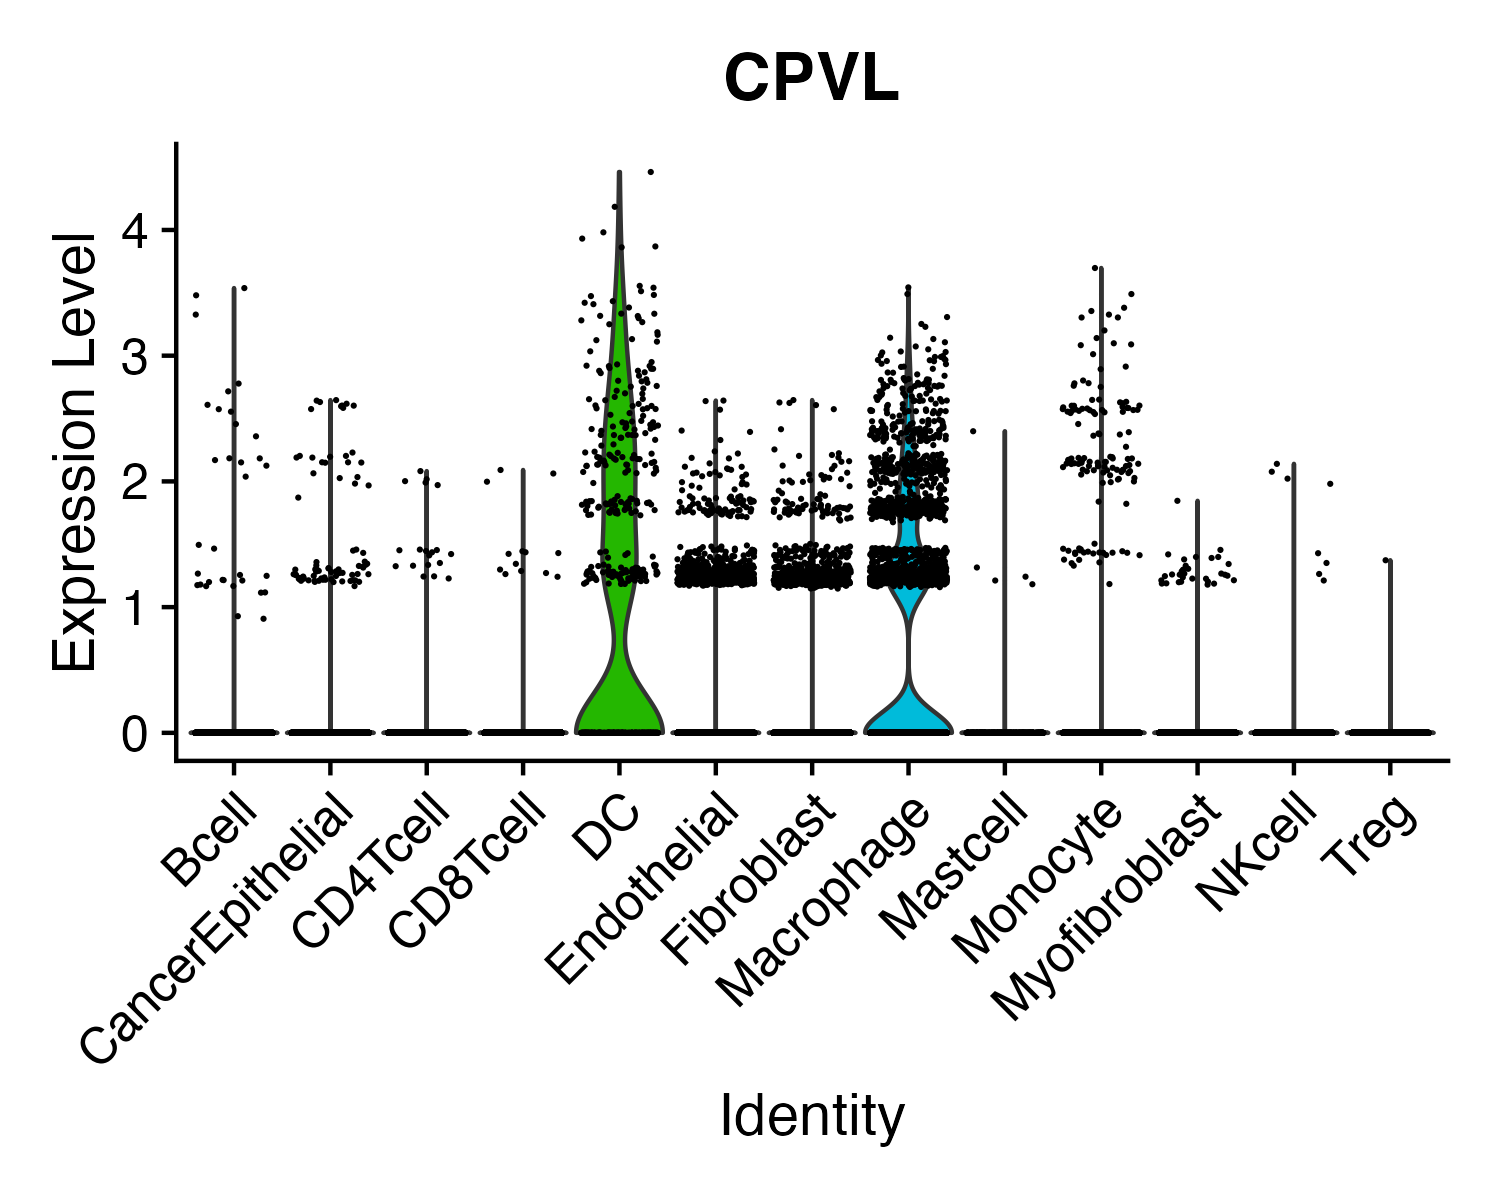 CPVL
Expression Level
4
3
2
1
0
Bcell
CancerEpithelial
CD4Tcell
CD8Tcell
DC
Endothelial
Fibroblast
Macrophage
Mastcell
Monocyte
Myofibroblast
NKcell
Treg
Identity